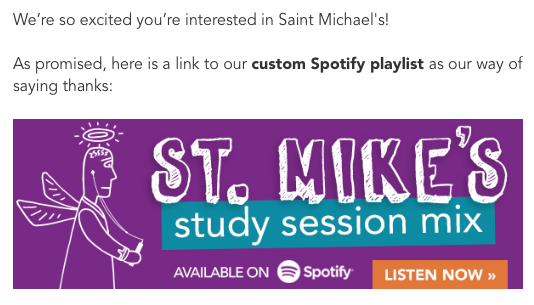 We’re so excited you’re interested in Saint Michael's!
As promised, here is a link to our custom Spotify playlist as our way of
saying thanks:
ST. MIKE’S
study session mix
AVAILABLE ON Spotify
LISTEN NOW »